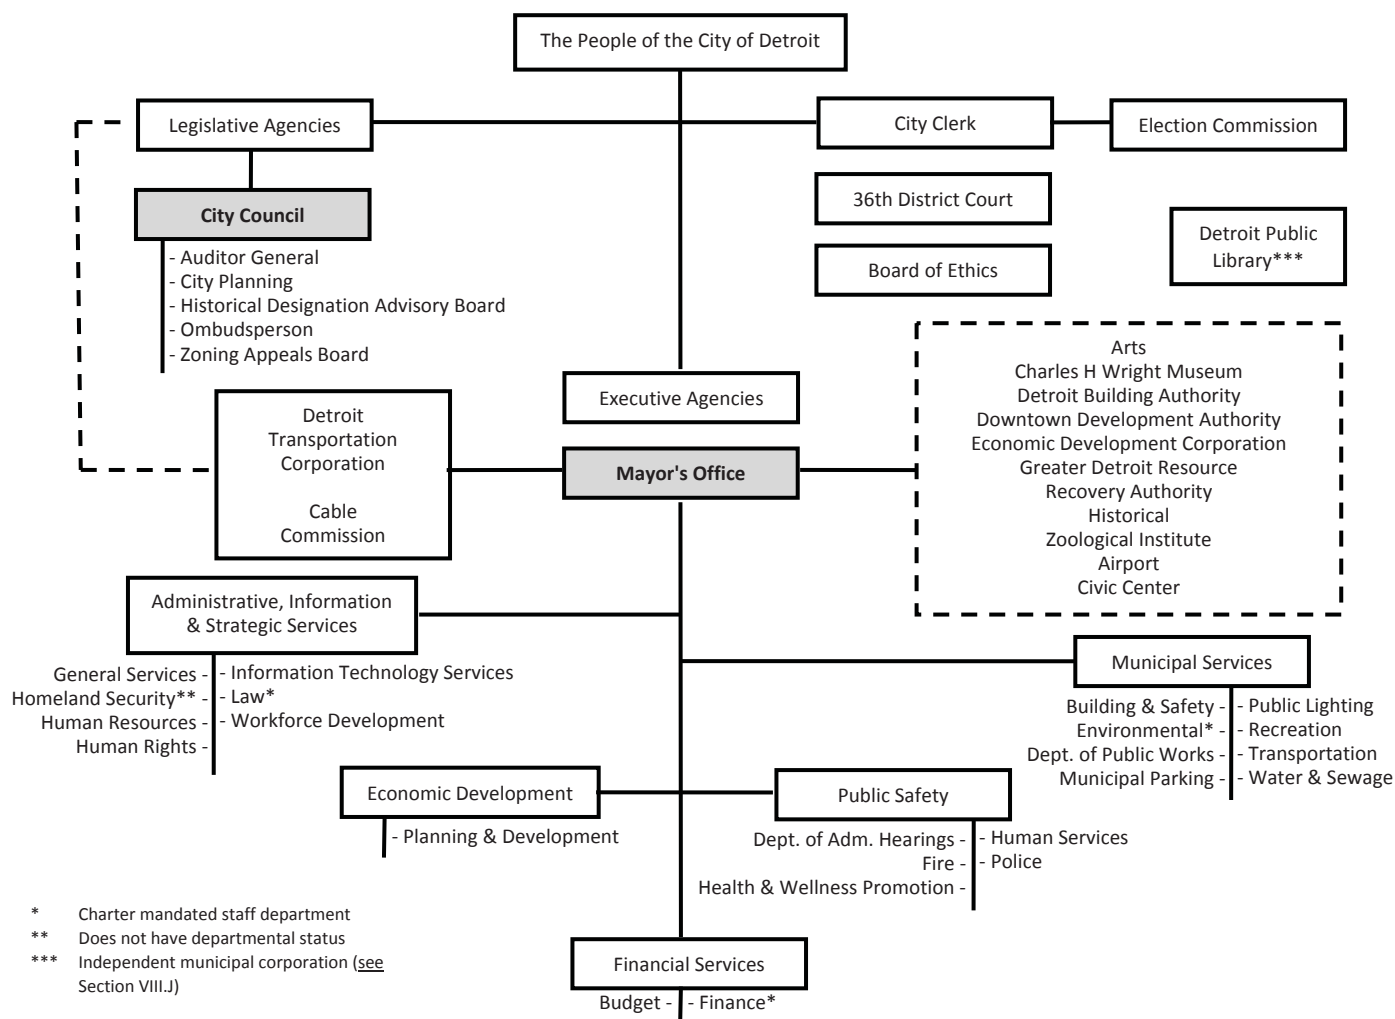 The People of the City of Detroit
Legislative Agencies
City Clerk
Election Commission
City Council
- Auditor General
- City Planning
- Historical Designation Advisory Board
- Ombudsperson
- Zoning Appeals Board
36th District Court
Board of Ethics
Detroit Public
Library***
Executive Agencies
Mayor's Office
Detroit
Transportation
Corporation
Cable
Commission
Arts
Charles H Wright Museum
Detroit Building Authority
Downtown Development Authority
Economic Development Corporation
Greater Detroit Resource
Recovery Authority
Historical
Zoological Institute
Airport
Civic Center
Administrative, Information
& Strategic Services
General Services -
Homeland Security** -
Human Resources -
Human Rights -
- Information Technology Services
- Law*
- Workforce Development
Municipal Services
Building & Safety -
Environmental* -
Dept. of Public Works -
Municipal Parking -
- Public Lighting
- Recreation
- Transportation
- Water & Sewage
Economic Development
- Planning & Development
Public Safety
Dept. of Adm. Hearings -
Fire -
Health & Wellness Promotion -
- Human Services
- Police
Financial Services
Budget -
- Finance*
* Charter mandated staff department
** Does not have departmental status
*** Independent municipal corporation (see
Section VIII.J)